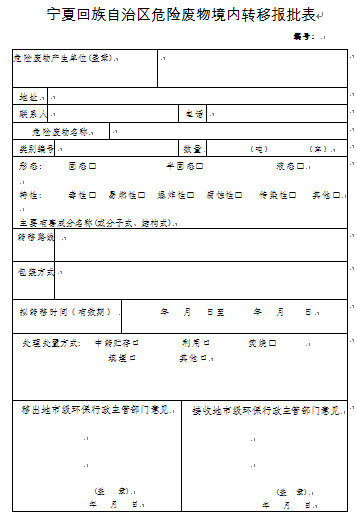 宁夏回族自治区危险废物境内转移报批表
编号：
危险废物产生单位(签章)
地址
联系人 电话
危险废物名称
类别编号 数量 （吨） （车）
形态： 固态□ 半固态□ 液态□
特性： 毒性□ 易燃性□ 爆炸性□ 腐蚀性□ 传染性□ 其他□
主要有害成分名称(或分子式、结构式)
转移路线
包装方式
拟转移时间（有效期） 年 月 日至 年 月 日
处理处置方式： 中转贮存□ 利用□ 焚烧□
填埋□ 其他□
移出地市级环保行政主管部门意见 接收地市级环保行政主管部门意见
(签 章) (签 章)
年 月 日 年 月 日